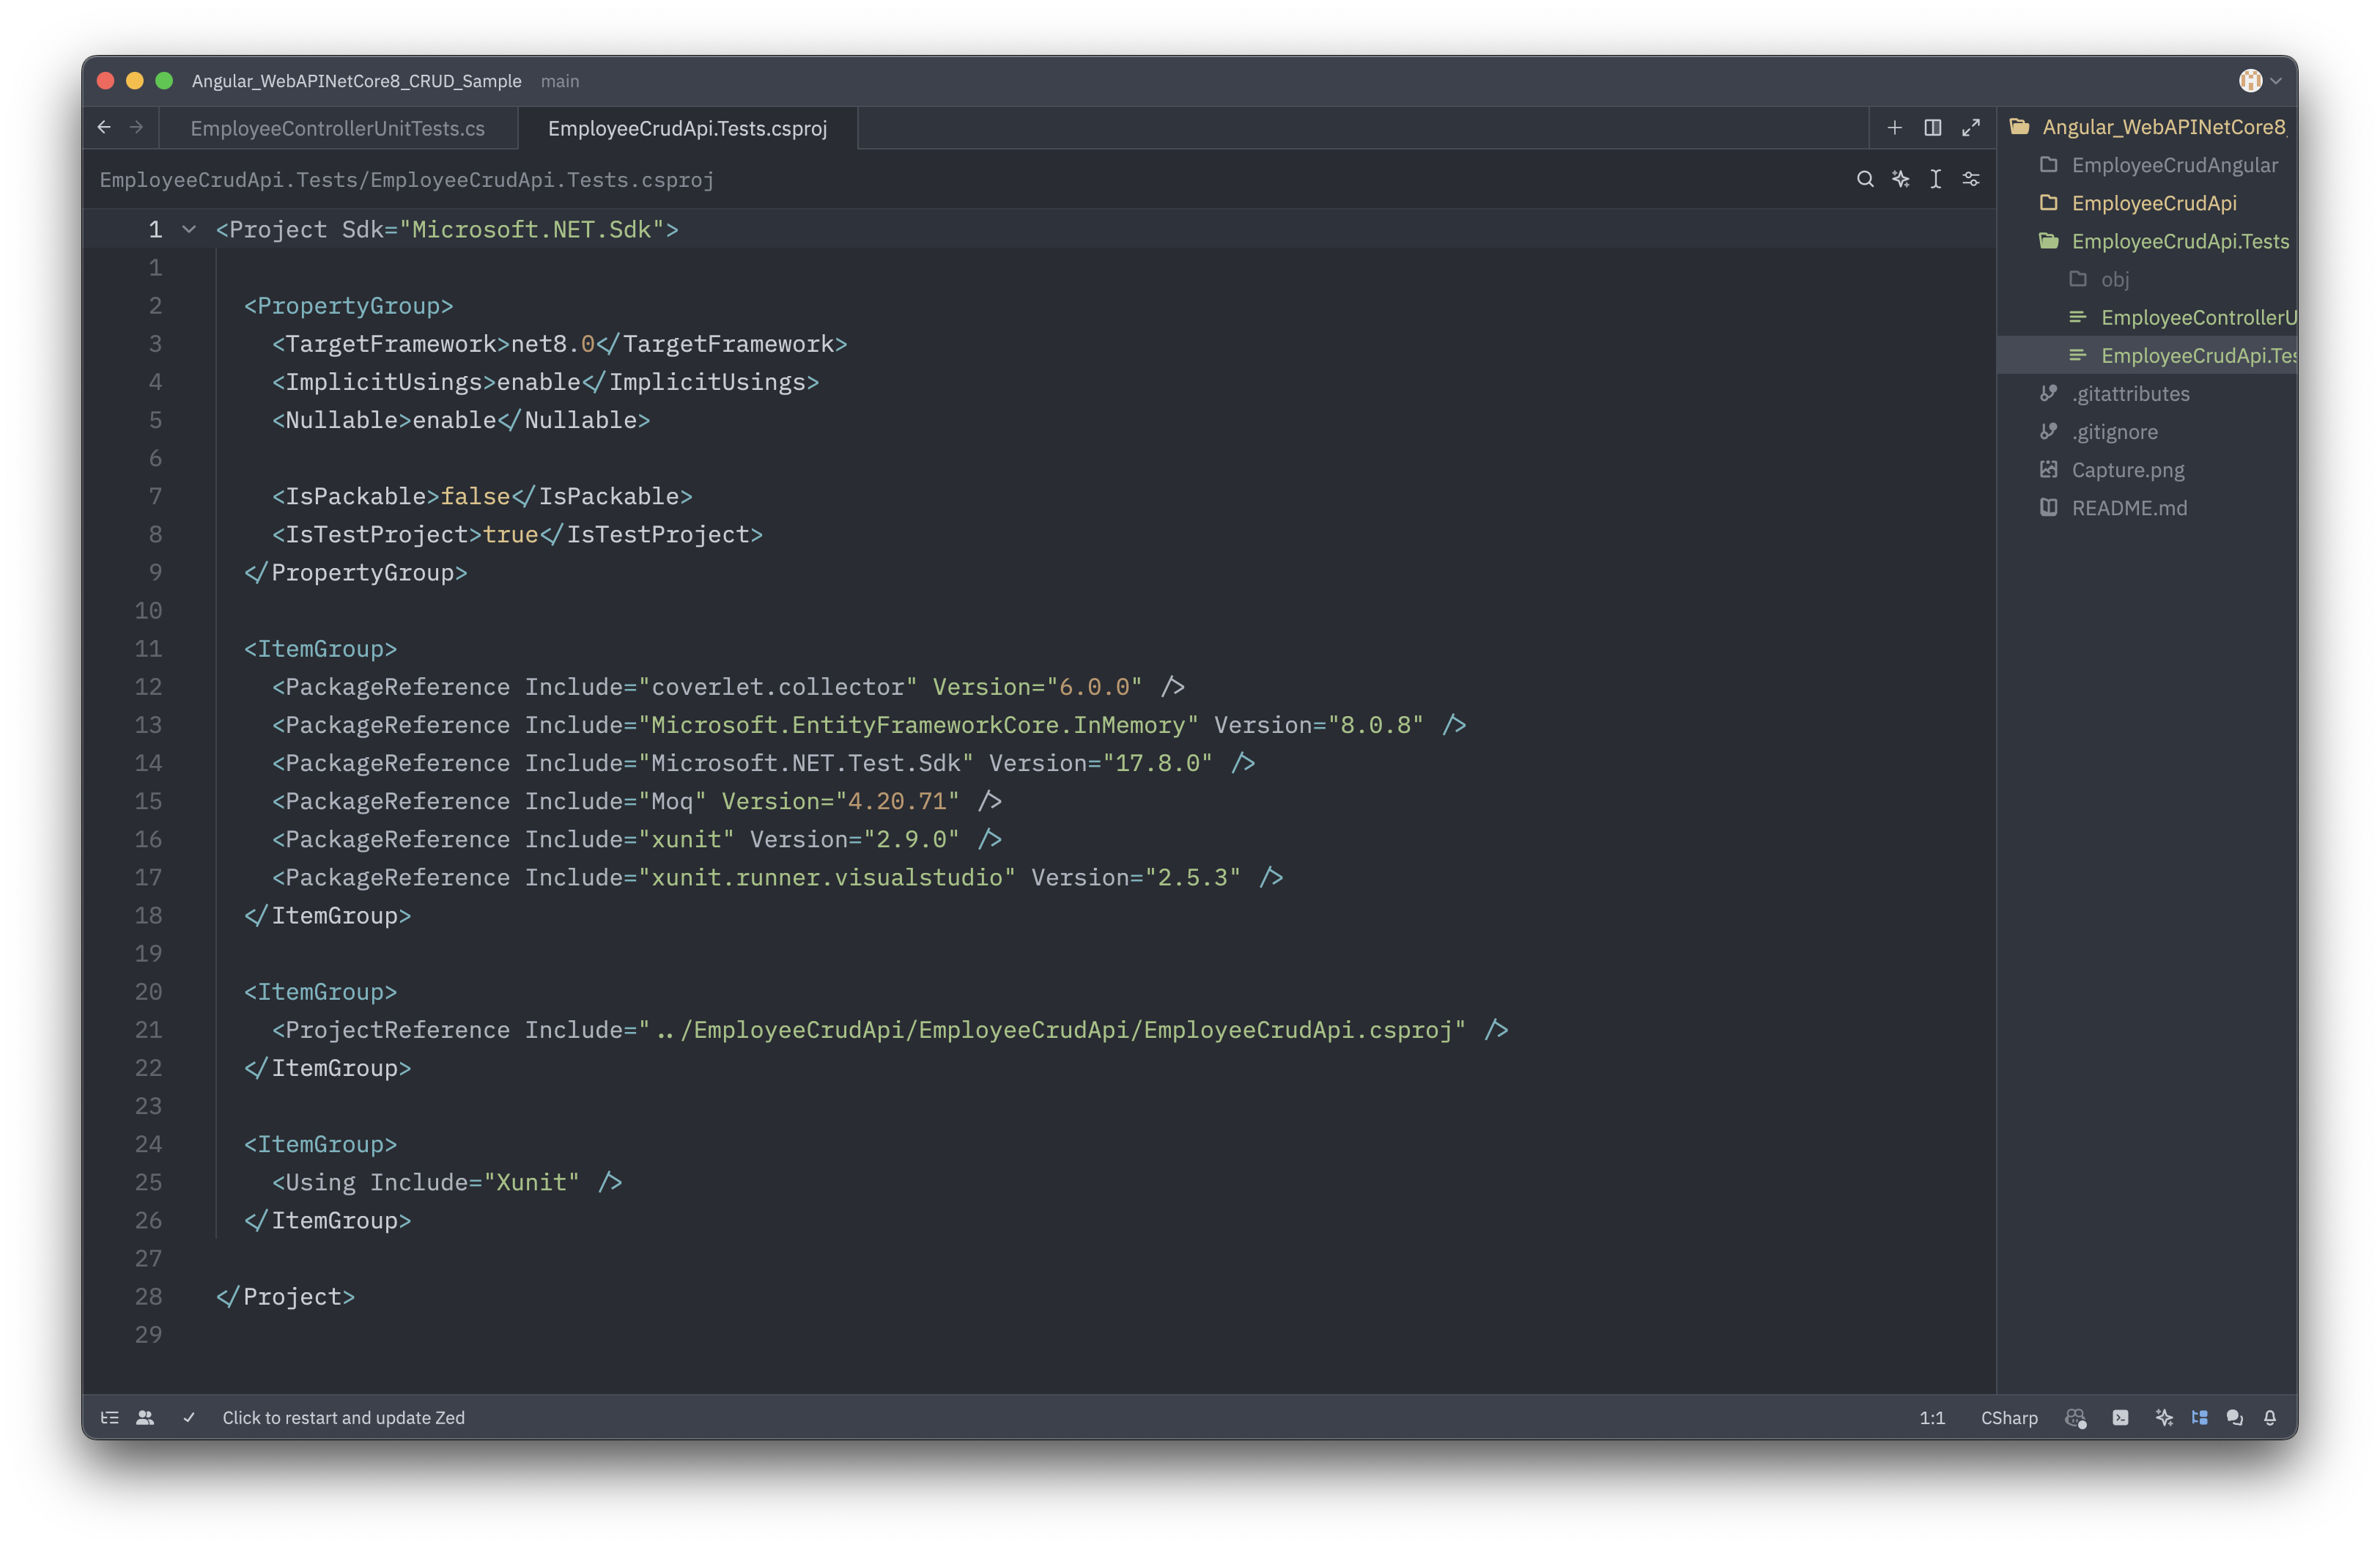 Angular_WebAPINetCore8_CRUD_Sample main
EmployeeControllerUnitTests.cs
EmployeeCrudApi.Tests.csproj
EmployeeCrudApi.Tests/EmployeeCrudApi.Tests.csproj
1 <Project Sdk="Microsoft.NET.Sdk">
1
2 <PropertyGroup>
3 <TargetFramework>net8.0</TargetFramework>
4 <ImplicitUsings>enable</ImplicitUsings>
5 <Nullable>enable</Nullable>
6
7 <IsPackable>false</IsPackable>
8 <IsTestProject>true</IsTestProject>
9 </PropertyGroup>
10
11 <ItemGroup>
12 <PackageReference Include="coverlet.collector" Version="6.0.0" />
13 <PackageReference Include="Microsoft.EntityFrameworkCore.InMemory" Version="8.0.8" />
14 <PackageReference Include="Microsoft.NET.Test.Sdk" Version="17.8.0" />
15 <PackageReference Include="Moq" Version="4.20.71" />
16 <PackageReference Include="xunit" Version="2.9.0" />
17 <PackageReference Include="xunit.runner.visualstudio" Version="2.5.3" />
18 </ItemGroup>
19
20 <ItemGroup>
21 <ProjectReference Include="../EmployeeCrudApi/EmployeeCrudApi/EmployeeCrudApi.csproj" />
22 </ItemGroup>
23
24 <ItemGroup>
25 <Using Include="Xunit" />
26 </ItemGroup>
27
28 </Project>
29
Angular_WebAPINetCore8_
EmployeeCrudAngular
EmployeeCrudApi
EmployeeCrudApi.Tests
obj
EmployeeControllerU
EmployeeCrudApi.Tes
.gitattributes
.gitignore
Capture.png
README.md
Click to restart and update Zed
1:1
CSharp